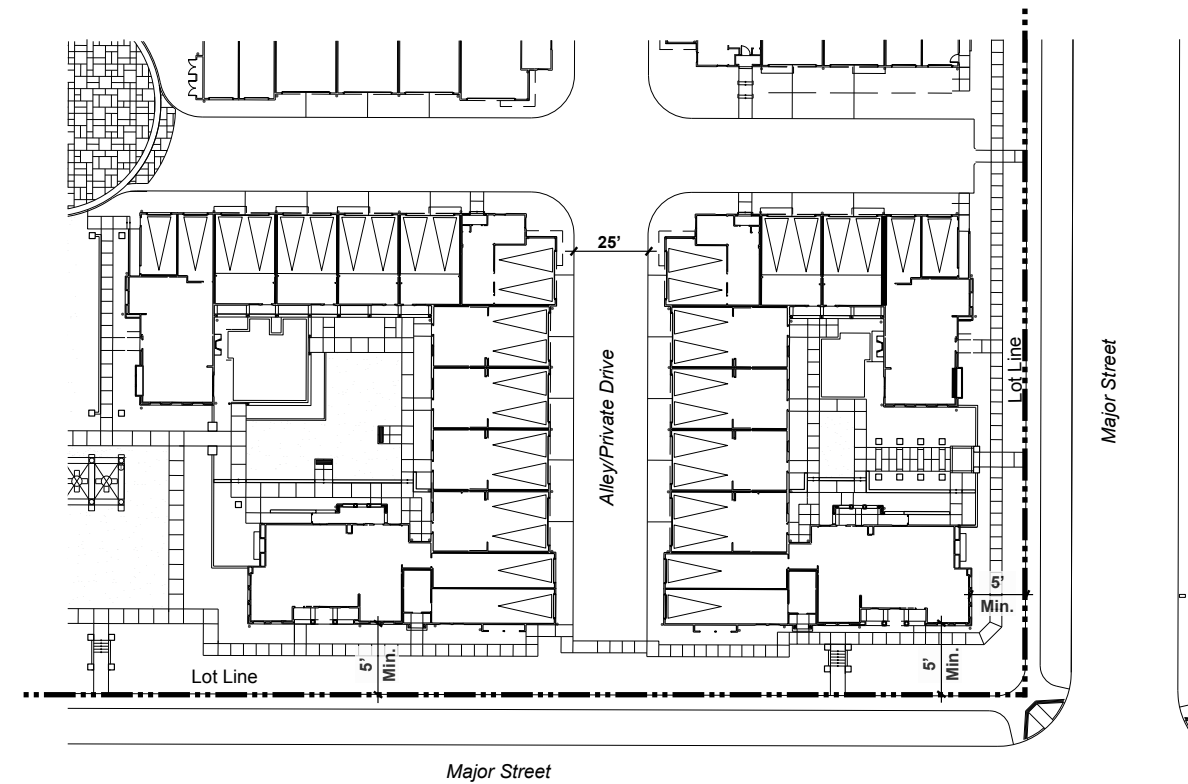 25’
Alley/Private Drive
Lot Line
Major Street
5’
Min.
5’
Min.
5’
Min.
Lot Line
Major Street